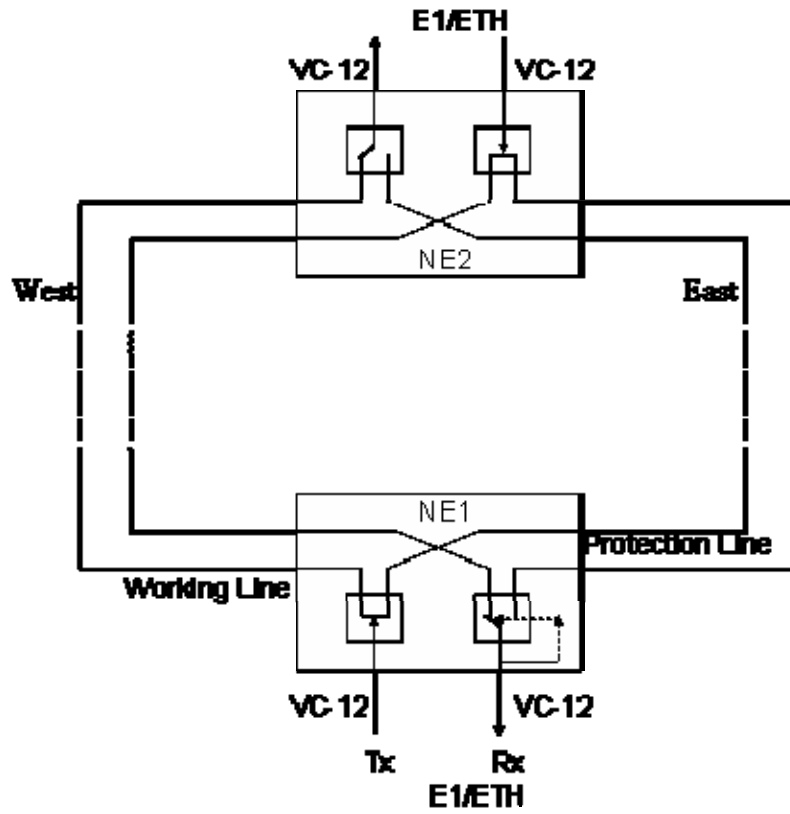 E1/ETH
VC-12 VC-12
NE2
West East
NE1
Protection Line
Working Line
VC-12 VC-12
Tx Rx
E1/ETH